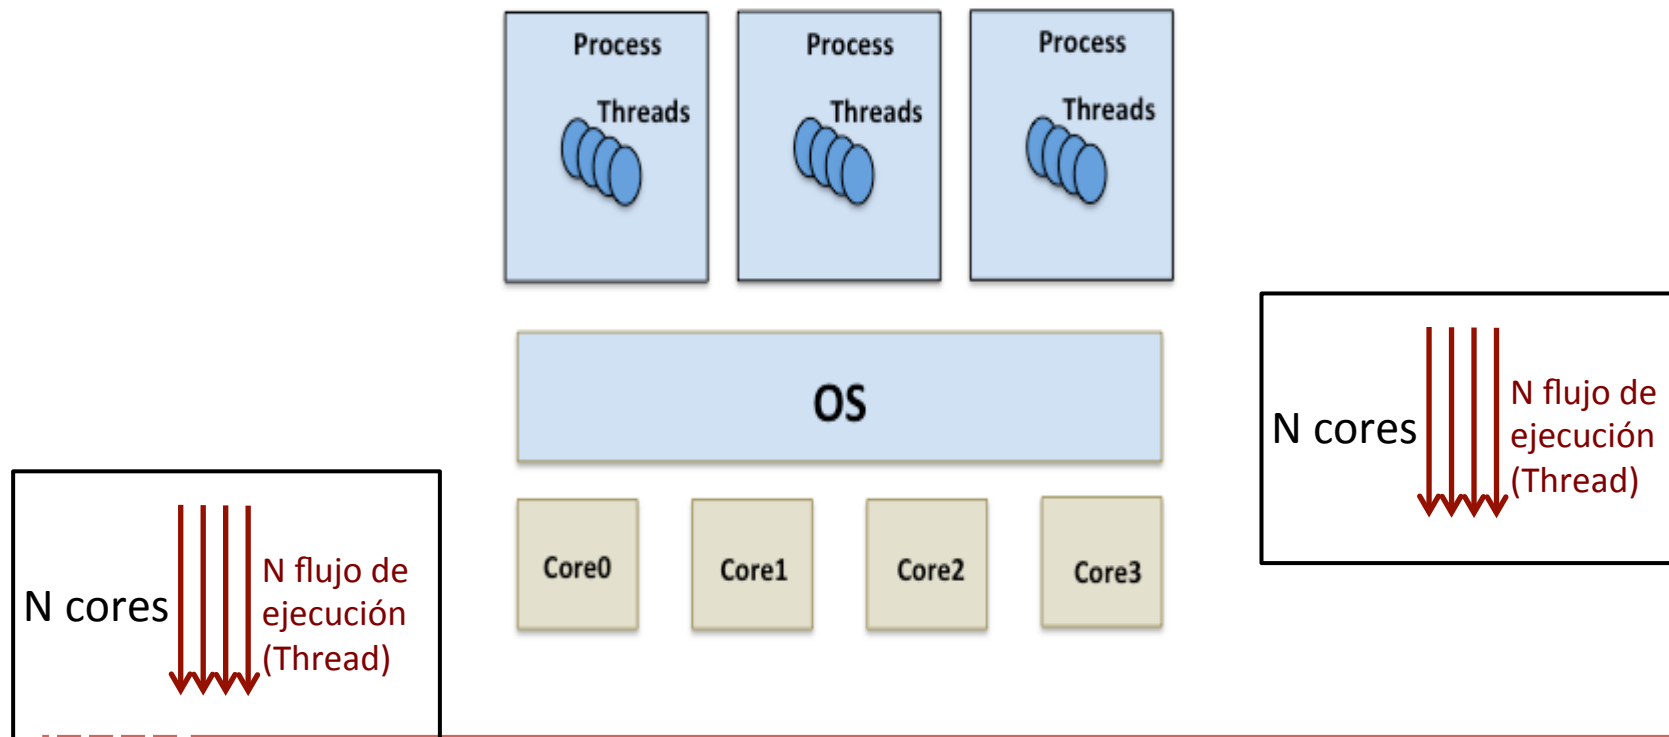 Process
Threads
Process
Threads
Process
Threads
OS
Core0
Core1
Core2
Core3
N cores
N flujo de
ejecución
(Thread)
N cores
N flujo de
ejecución
(Thread)